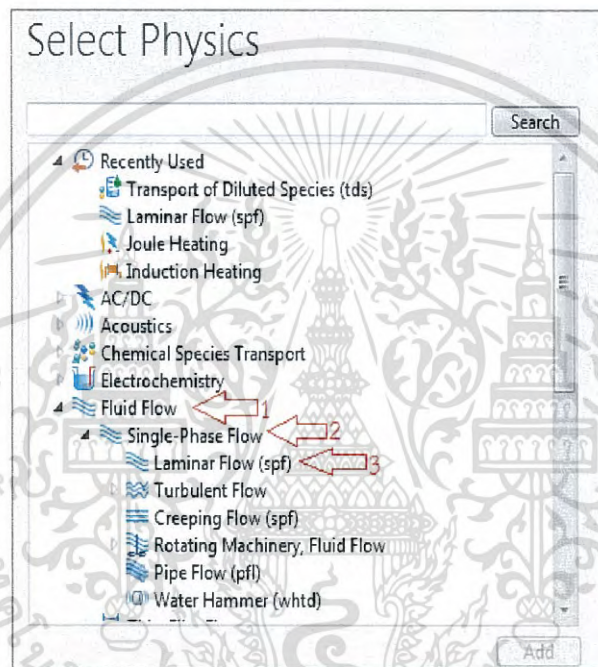 Select Physics
Search
Recently Used
Transport of Diluted Species (tds)
Laminar Flow (spf)
Joule Heating
Induction Heating
AC/DC
Acoustics
Chemical Species Transport
Electrochemistry
Fluid Flow 1
Single-Phase Flow 2
Laminar Flow (spf) 3
Turbulent Flow
Creeping Flow (spf)
Rotating Machinery, Fluid Flow
Pipe Flow (pfl)
Water Hammer (whtd)
Add